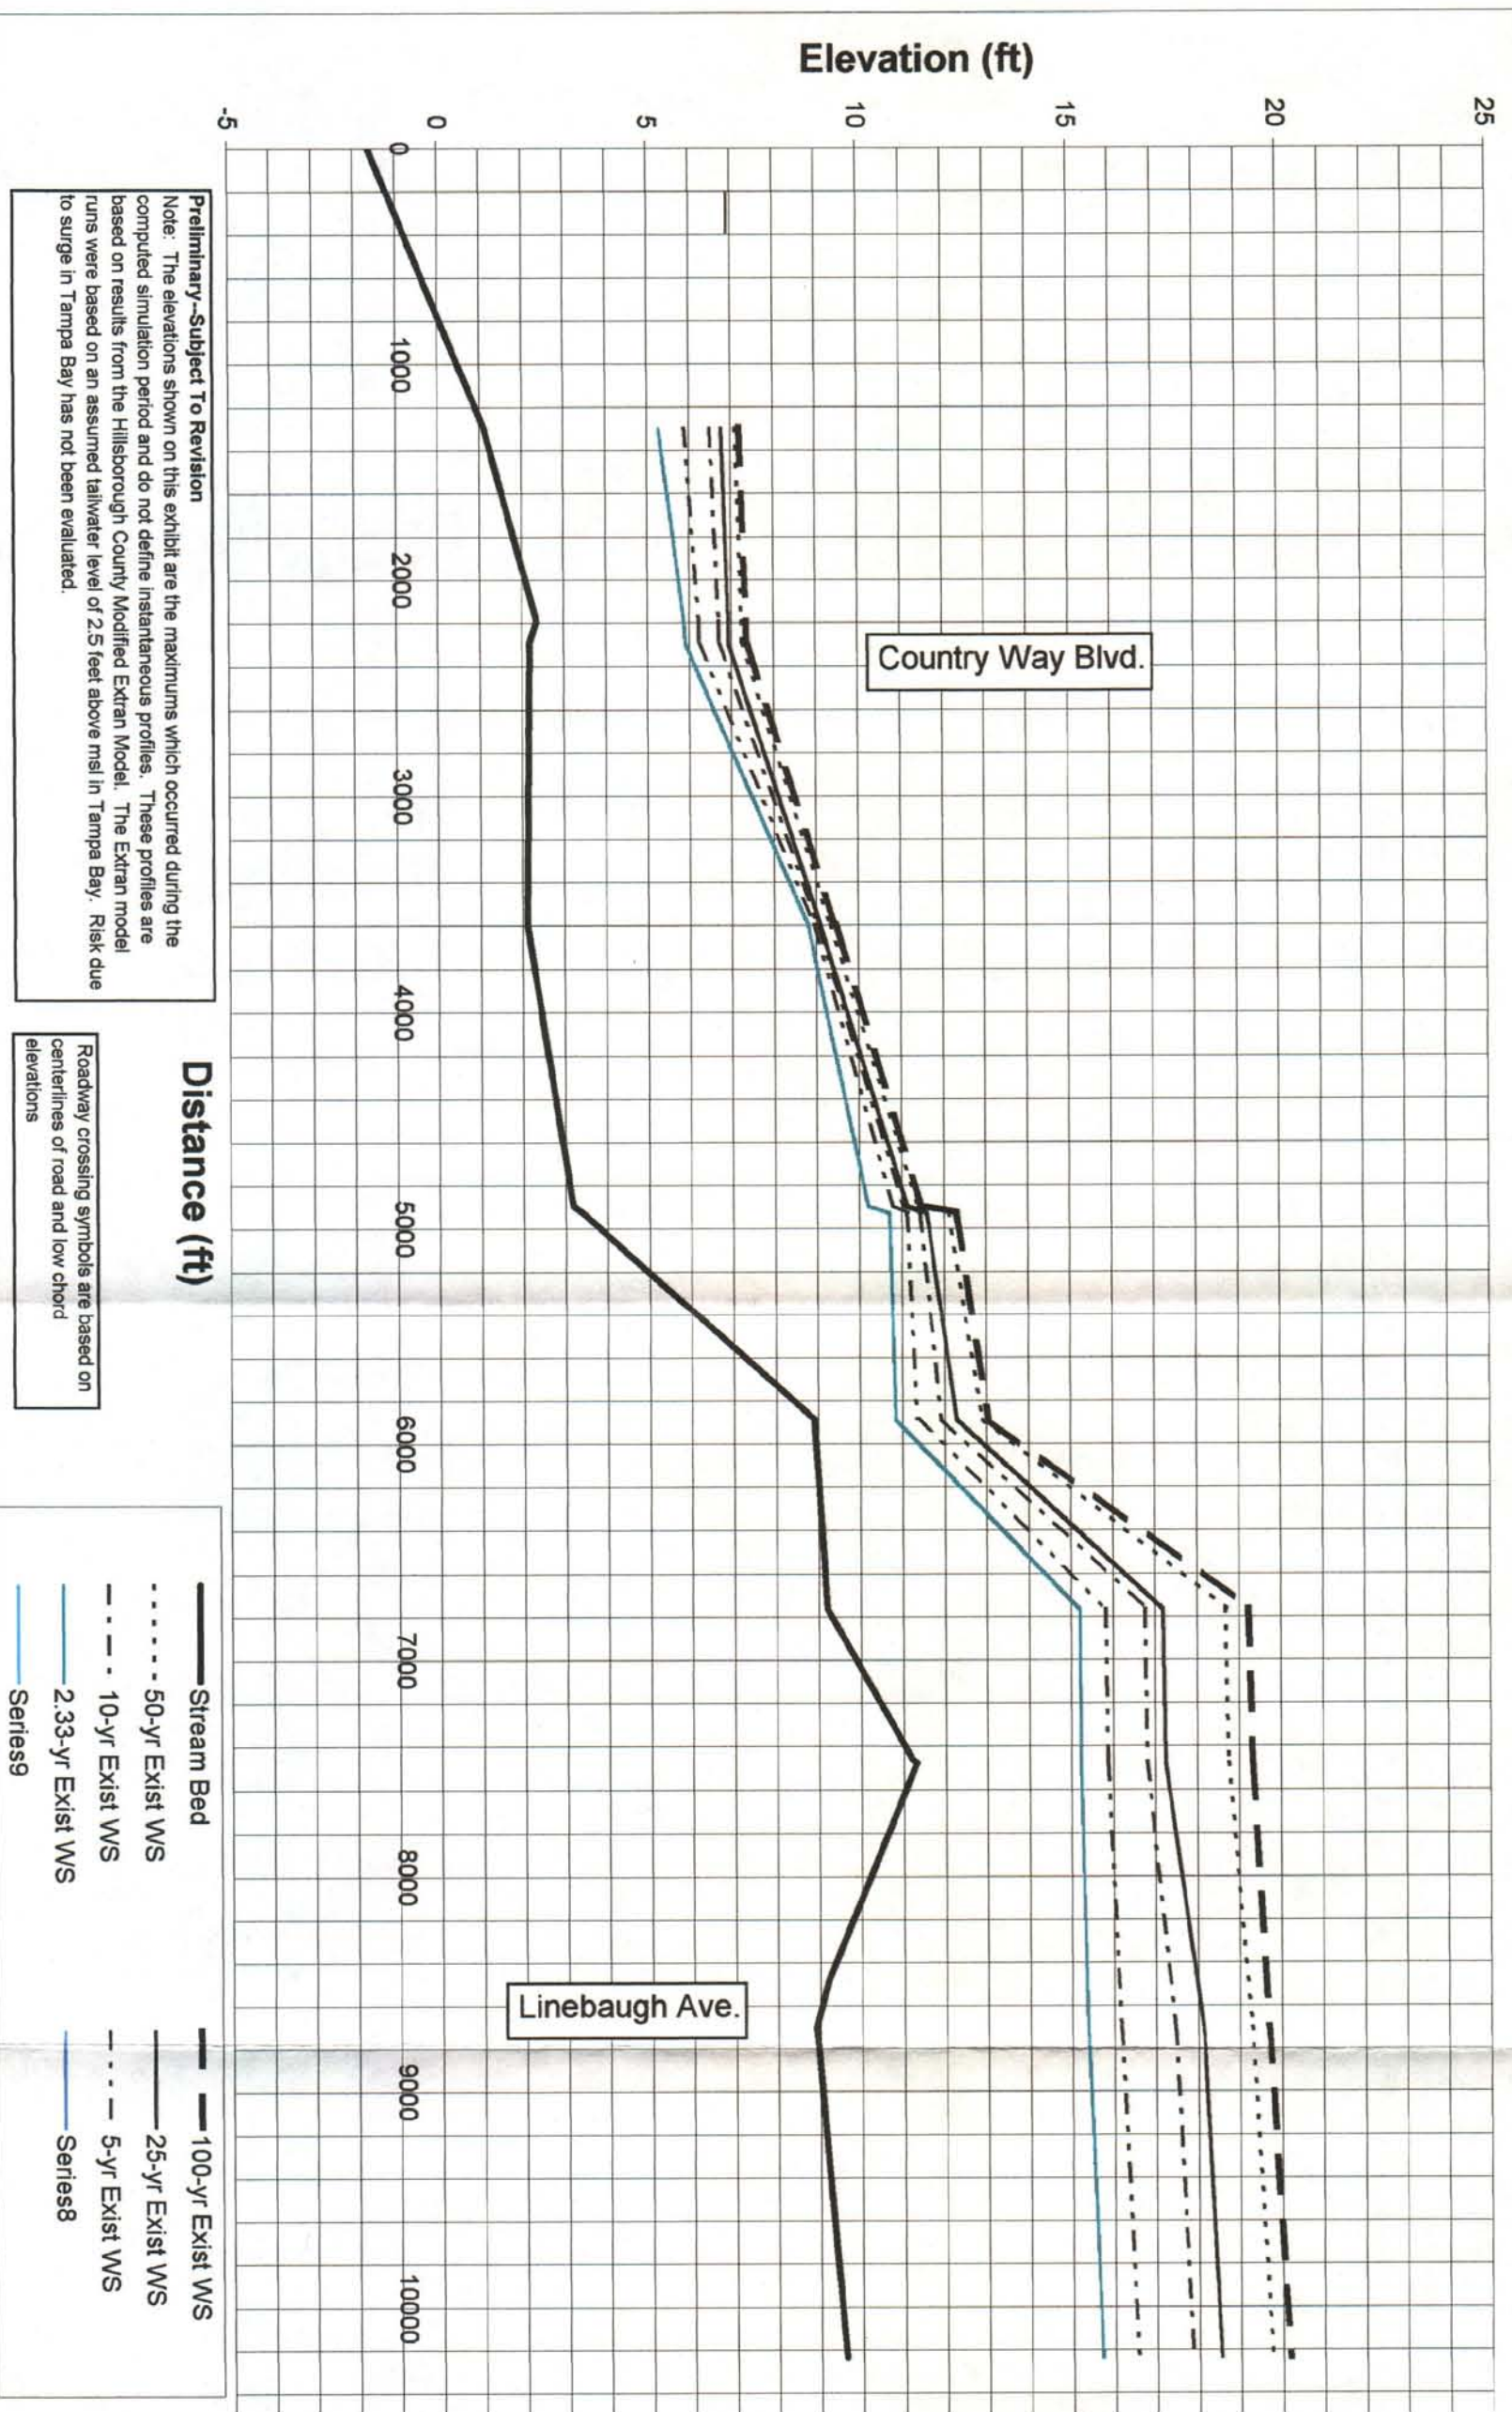 Elevation (ft)
25
20
15
10
5
0
-5
0
1000
2000
3000
4000
5000
6000
7000
8000
9000
10000
Country Way Blvd.
Linebaugh Ave.
Distance (ft)
Preliminary--Subject To Revision
Note: The elevations shown on this exhibit are the maximums which occurred during the
computed simulation period and do not define instantaneous profiles. These profiles are
based on results from the Hillsborough County Modified Extran Model. The Extran model
runs were based on an assumed tailwater level of 2.5 feet above msl in Tampa Bay. Risk due
to surge in Tampa Bay has not been evaluated.
Roadway crossing symbols are based on
centerlines of road and low chord
elevations
Stream Bed
100-yr Exist WS
50-yr Exist WS
25-yr Exist WS
10-yr Exist WS
5-yr Exist WS
2.33-yr Exist WS
Series8
Series9